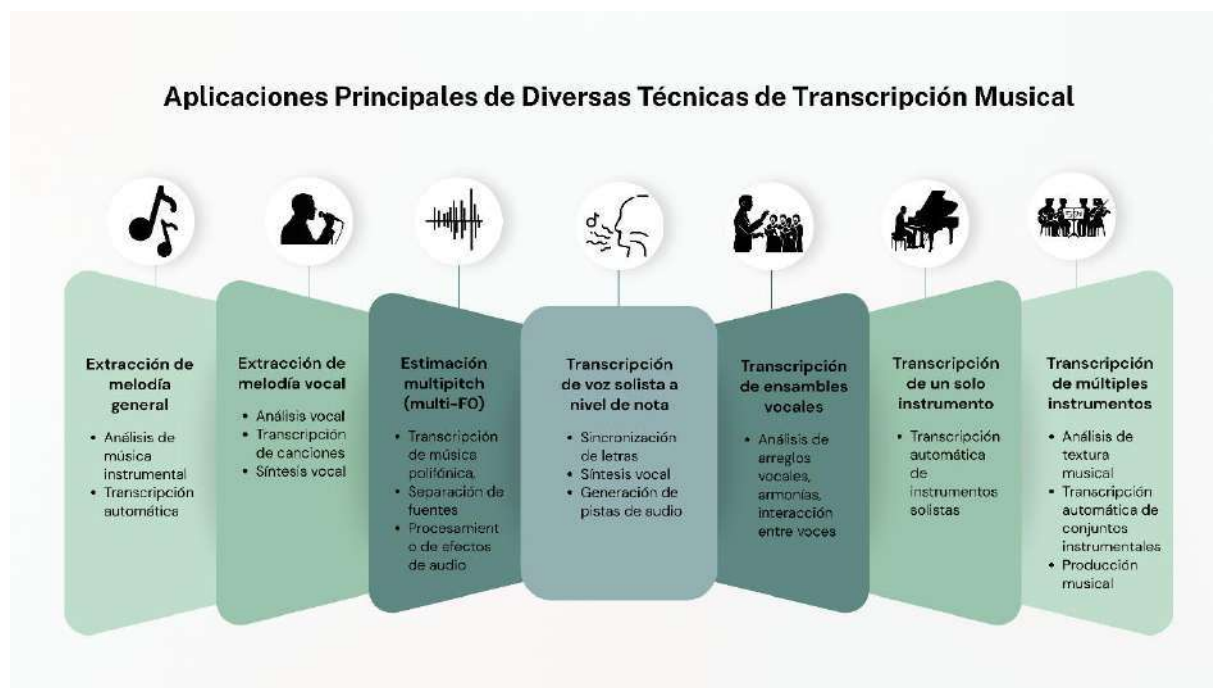 Aplicaciones Principales de Diversas Técnicas de Transcripción Musical
Extracción de
melodía
general
• Análisis de
música
instrumental
• Transcripción
automática
Extracción de
melodía vocal
• Análisis vocal
• Transcripción
de canciones
• Síntesis vocal
Estimación
multipitch
(multi-F0)
• Transcripción
de música
polifónica,
• Separación de
fuentes
• Procesamient
o de efectos
de audio
Transcripción
de voz solista a
nivel de nota
• Sincronización
de letras
• Síntesis vocal
• Generación de
pistas de audio
Transcripción
de ensambles
vocales
• Análisis de
arreglos
vocales,
armonías,
interacción
entre voces
Transcripción
de un solo
instrumento
• Transcripción
automática
de
instrumentos
solistas
Transcripción
de múltiples
instrumentos
• Análisis de
textura
musical
• Transcripción
automática de
conjuntos
instrumentales
• Producción
musical